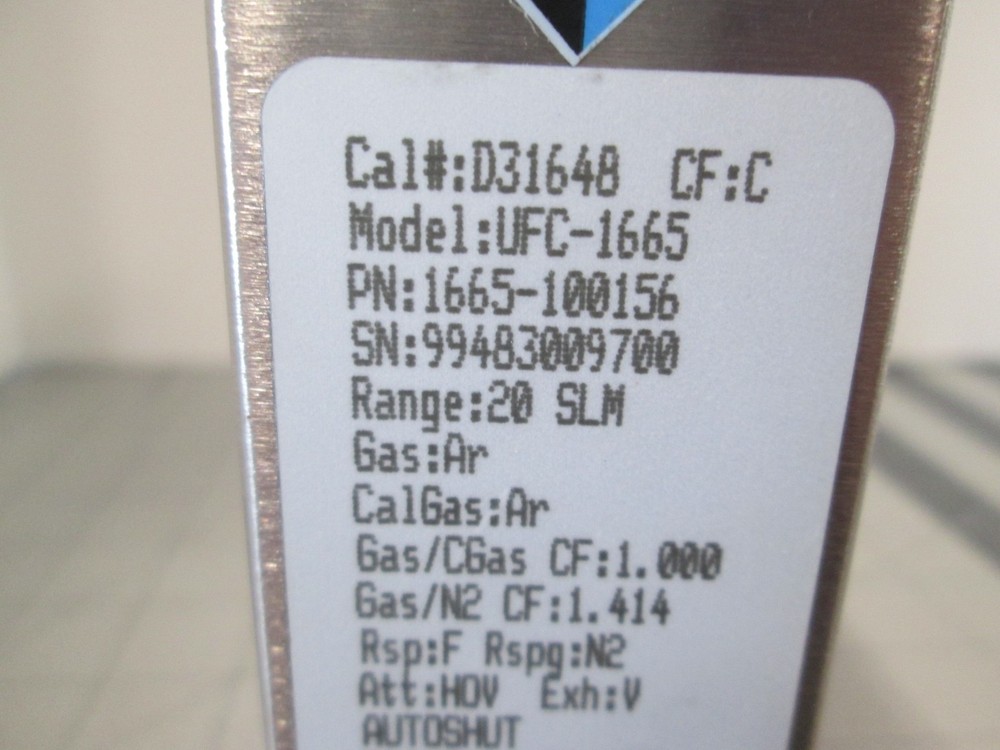 Cal#:D31648 CF:C
Model:UFC-1665
PN:1665-100156
SN:99483009700
Range:20 SLM
Gas:Ar
CalGas:Ar
Gas/CGas CF:1.000
Gas/N2 CF:1.414
Rsp:F Rspg:N2
Att:HOV Exh:V
AUTOSHUT